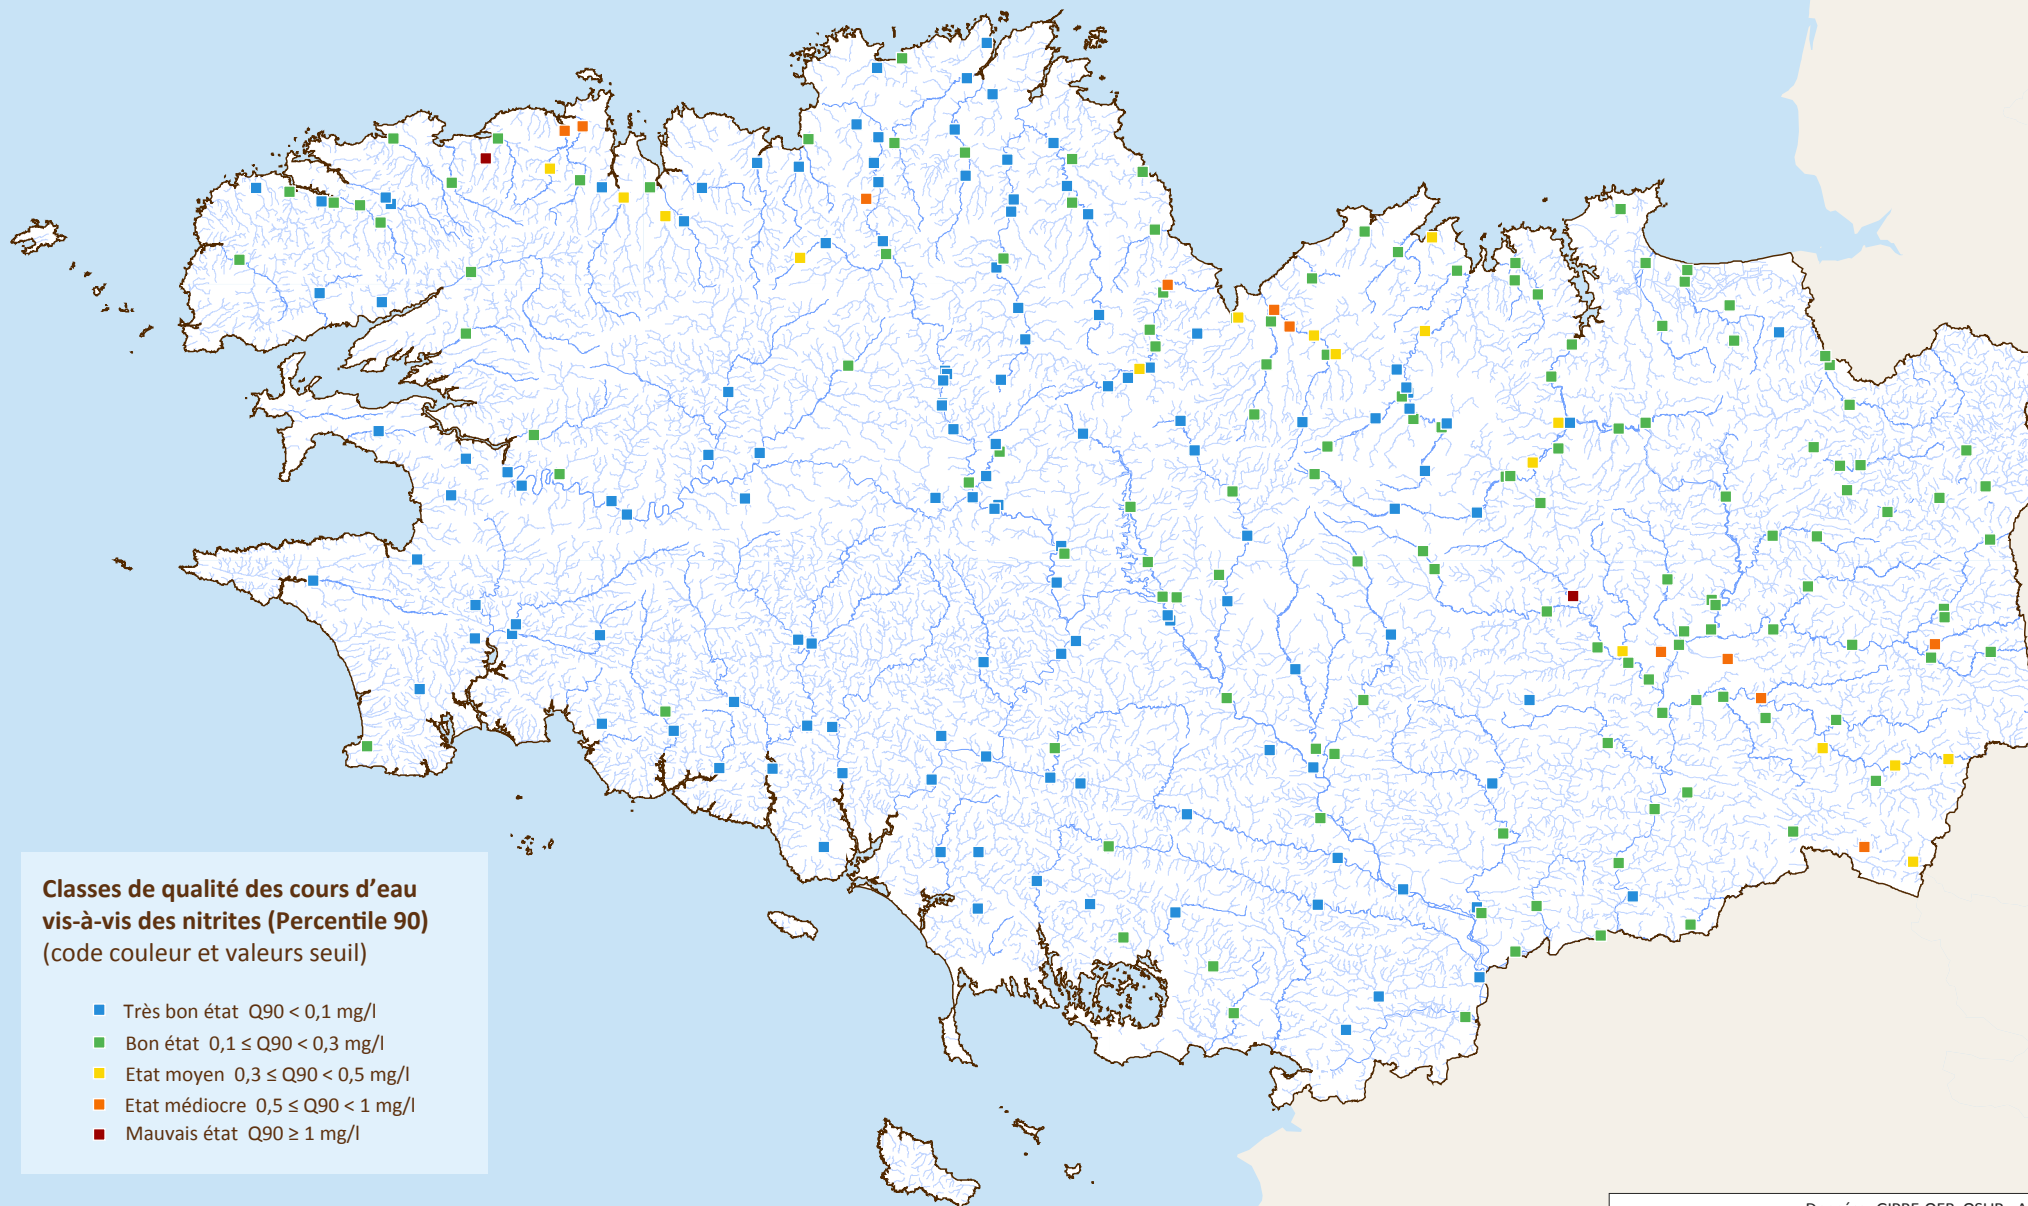 Classes de qualité des cours d’eau
vis-à-vis des nitrites (Percentile 90)
(code couleur et valeurs seuil)
Très bon état Q90 < 0,1 mg/l
Bon état 0,1 ≤ Q90 < 0,3 mg/l
Etat moyen 0,3 ≤ Q90 < 0,5 mg/l
Etat médiocre 0,5 ≤ Q90 < 1 mg/l
Mauvais état Q90 ≥ 1 mg/l